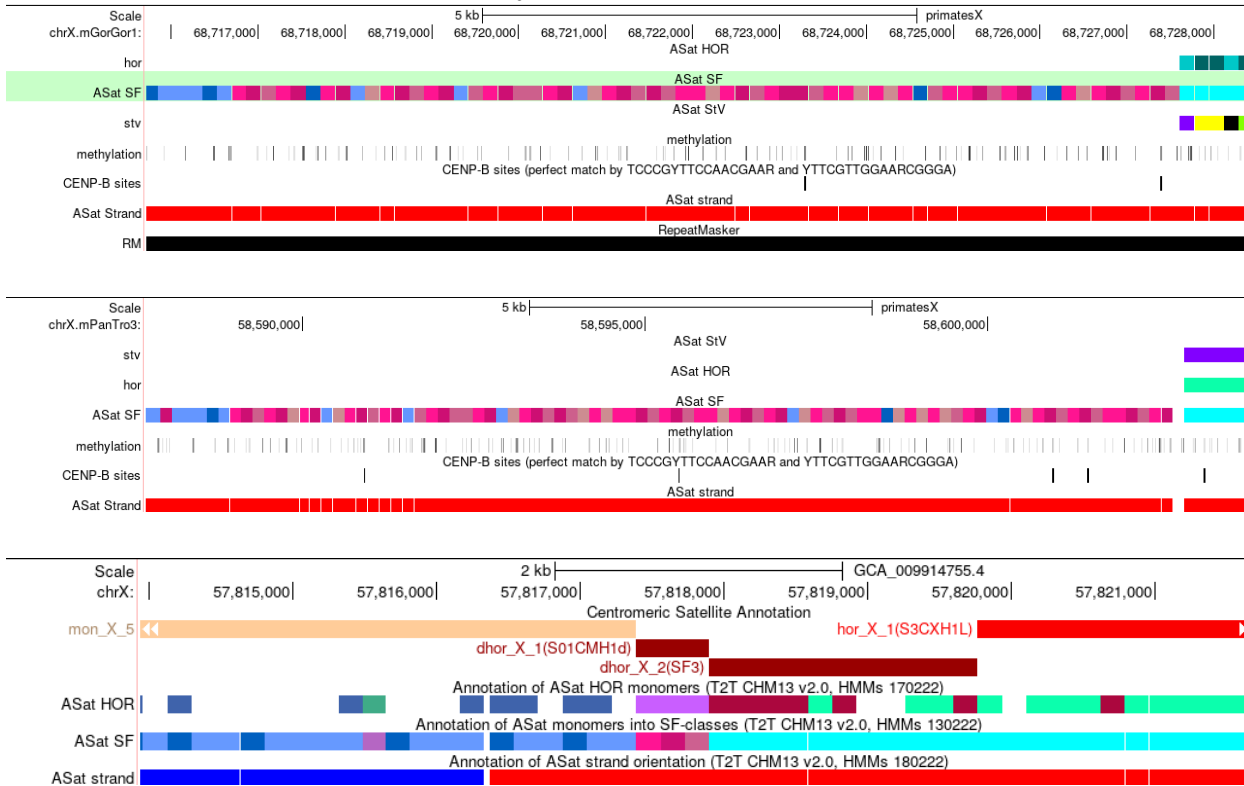 Scale 5 kb primatesX
chrX.mGorGor1: 68,717,000 68,718,000 68,719,000 68,720,000 68,721,000 68,722,000 68,723,000 68,724,000 68,725,000 68,726,000 68,727,000 68,728,000
ASat HOR
hor
ASat SF
ASat SF
ASat StV
stv
methylation
methylation
CENP-B sites (perfect match by TCCCGYTTCCAACGAAR and YTTCGTTGGAARCGGGA)
CENP-B sites
ASat strand
ASat Strand
RepeatMasker
RM
Scale 5 kb primatesX
chrX.mPanTro3: 58,590,000 58,595,000 58,600,000
ASat StV
stv
ASat HOR
hor
ASat SF
ASat SF
methylation
methylation
CENP-B sites (perfect match by TCCCGYTTCCAACGAAR and YTTCGTTGGAARCGGGA)
CENP-B sites
ASat strand
ASat Strand
Scale 2 kb GCA_009914755.4
chrX: 57,815,000 57,816,000 57,817,000 57,818,000 57,819,000 57,820,000 57,821,000
Centromeric Satellite Annotation
mon_X_5 hor_X_1(S3CXH1L)
dhor_X_1(S01CMH1d)
dhor_X_2(SF3)
Annotation of ASat HOR monomers (T2T CHM13 v2.0, HMMs 170222)
ASat HOR
Annotation of ASat monomers into SF-classes (T2T CHM13 v2.0, HMMs 130222)
ASat SF
Annotation of ASat strand orientation (T2T CHM13 v2.0, HMMs 180222)
ASat strand